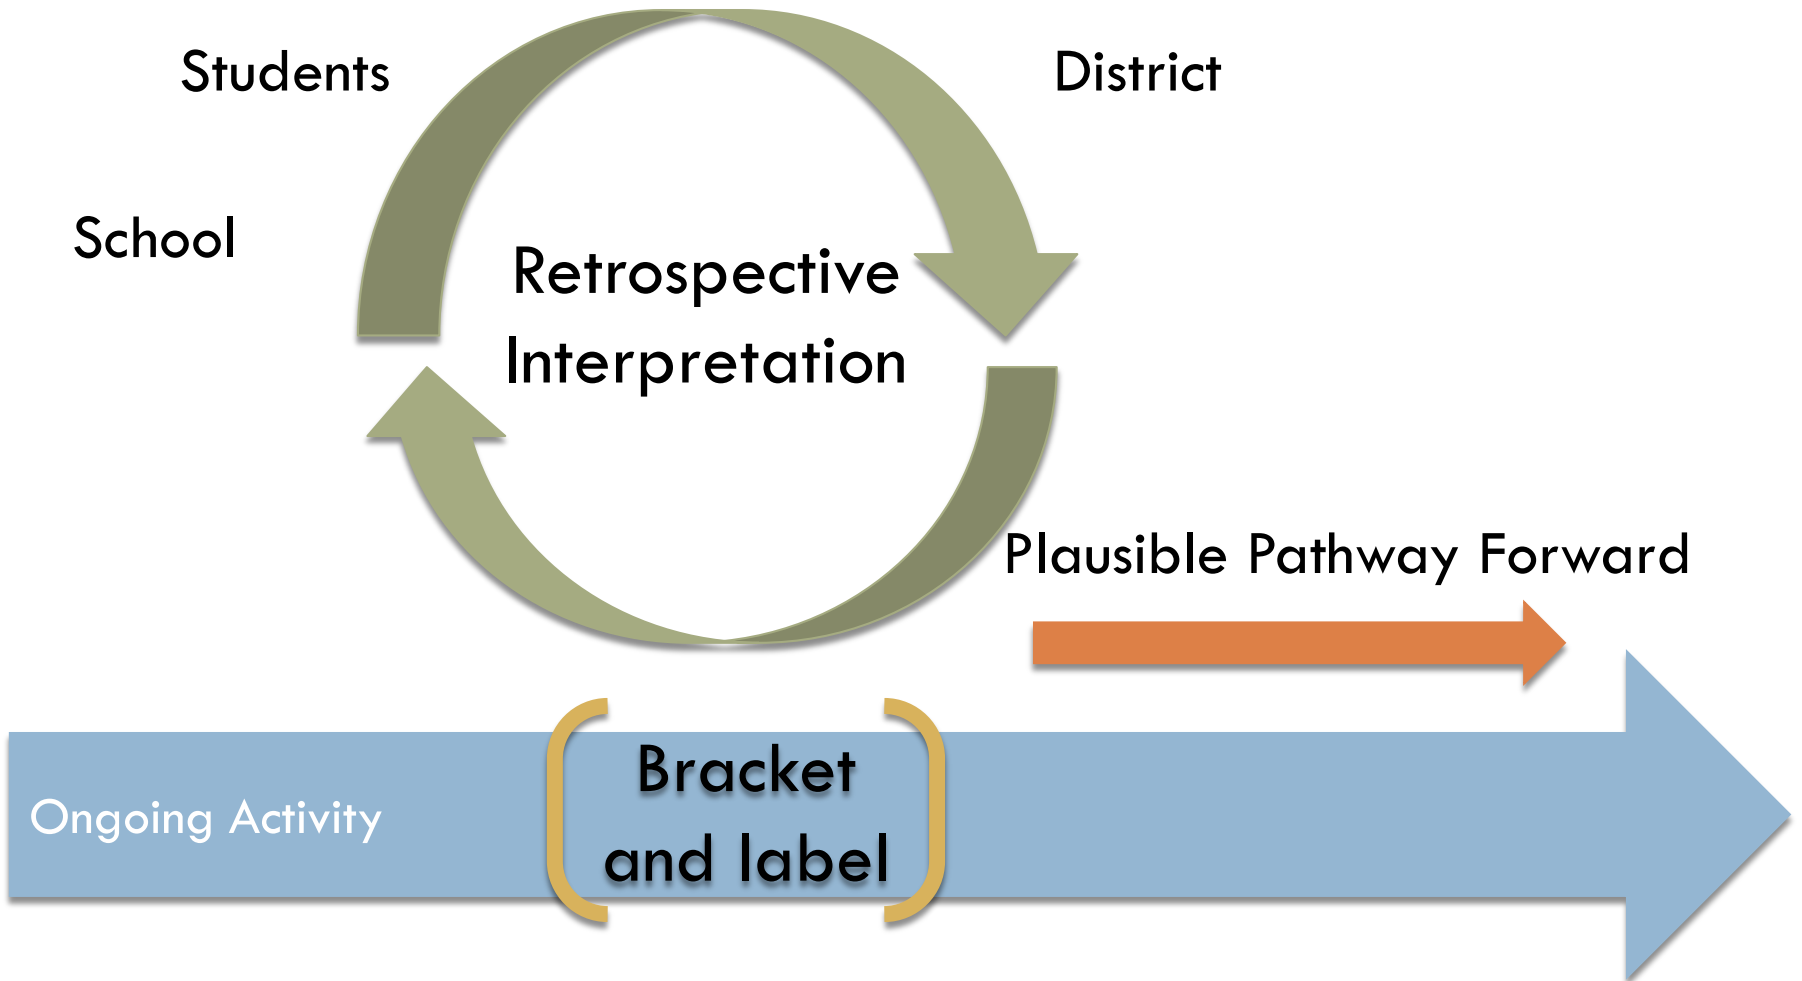 Students
District
School
Retrospective
Interpretation
Plausible Pathway Forward
Bracket
and label
Ongoing Activity